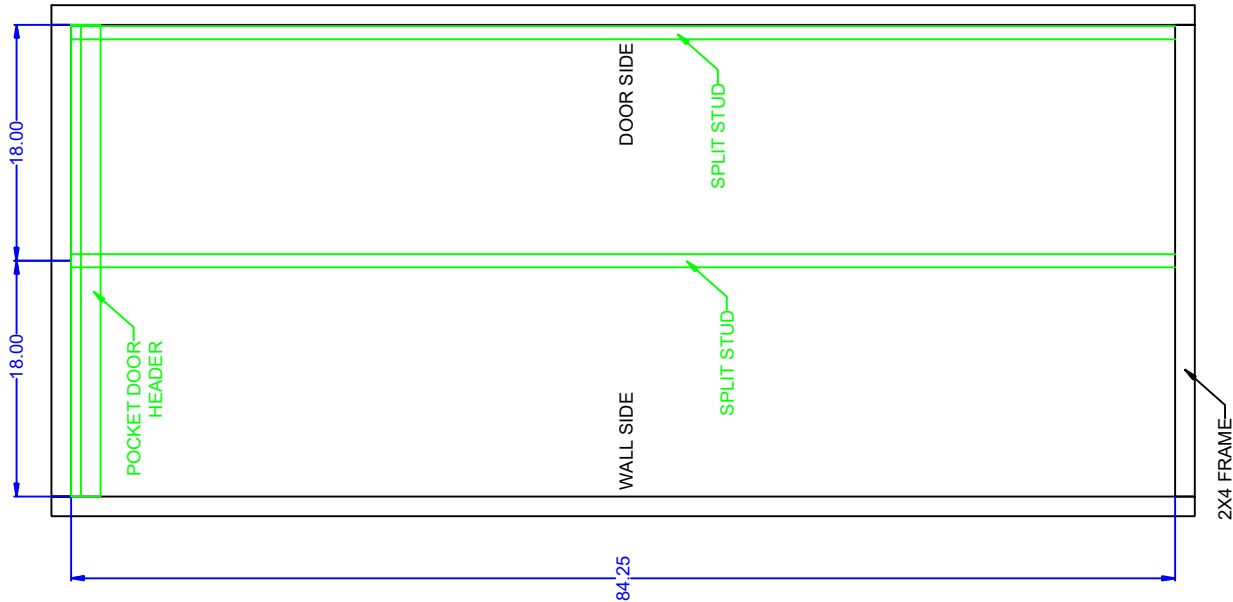 18.00
18.00
POCKET DOOR
HEADER
SPLIT STUD
SPLIT STUD
WALL SIDE
DOOR SIDE
84.25
2X4 FRAME